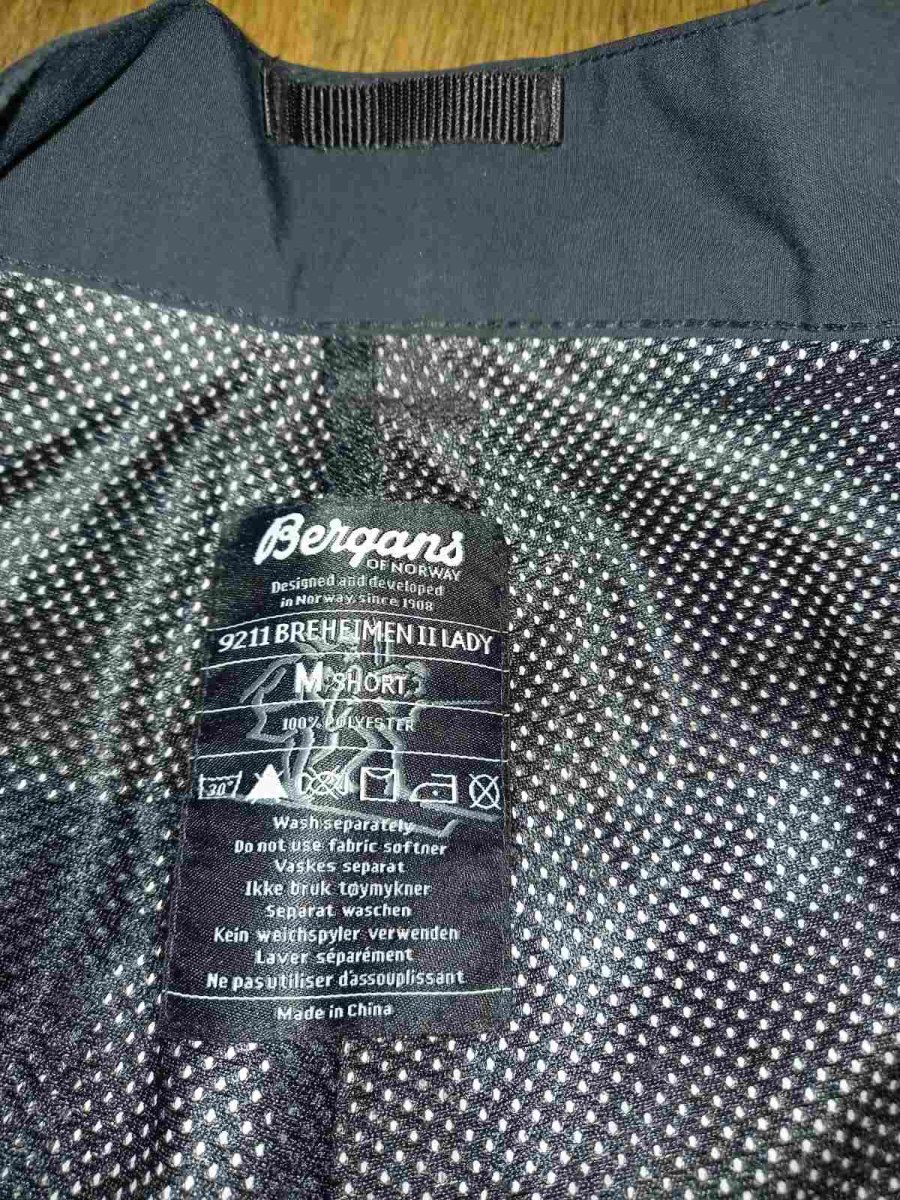 Bergans
OF NORWAY
Designed and developed
in Norway, since 1908
9211 BREHEIMEN II LADY
M SHORT
100% POLYESTER
30°
Wash separately
Do not use fabric softner
Vaskes separat
Ikke bruk tøymykner
Separat waschen
Kein weichspyler verwenden
Laver séparément
Ne pas utiliser d'assouplissant
Made in China